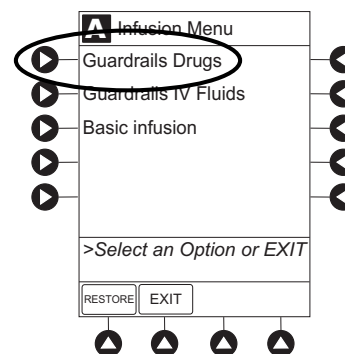 A Infusion Menu
Guardrails Drugs
Guardrails IV Fluids
Basic infusion
>Select an Option or EXIT
RESTORE EXIT